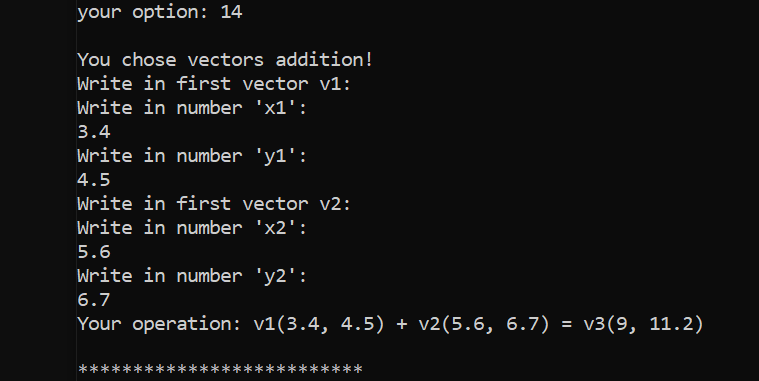 your option: 14
You chose vectors addition!
Write in first vector v1:
Write in number 'x1':
3.4
Write in number 'y1':
4.5
Write in first vector v2:
Write in number 'x2':
5.6
Write in number 'y2':
6.7
Your operation: v1(3.4, 4.5) + v2(5.6, 6.7) = v3(9, 11.2)
**************************